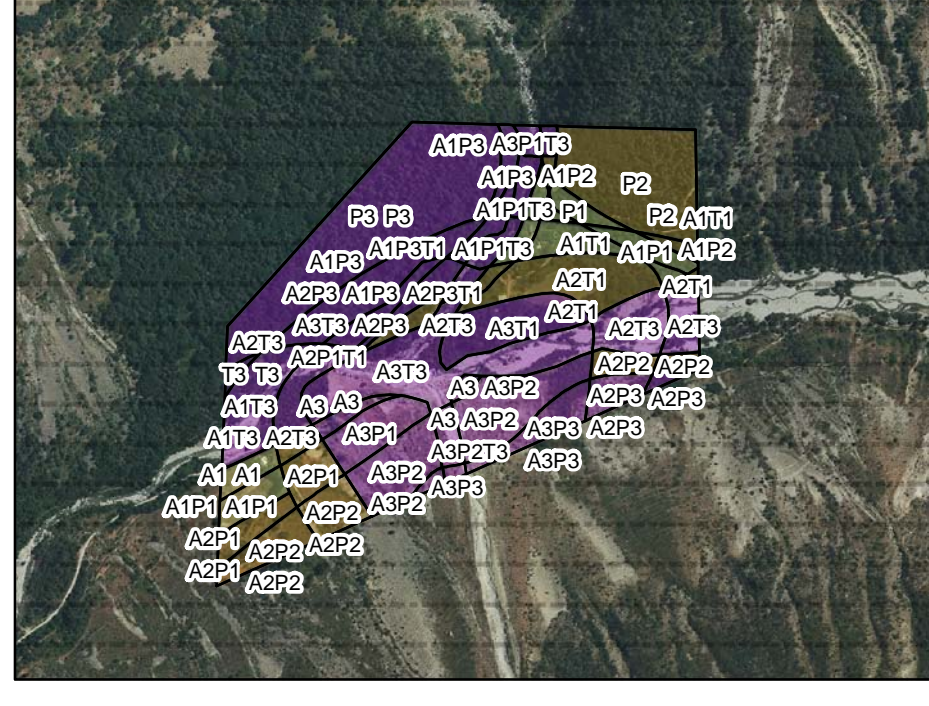 A1P3 A3P1T3
A1P3 A1P2
P2
A1P1T3 P1
P3 P3
P2 A1T1
A1P3T1 A1P1T3 A1T1
A1P1 A1P2
A1P3
A2T1
A2T1
A2P3 A1P3 A2P3T1
A2T1
A3T3 A2P3 A2T3 A3T1
A2T3 A2T3
A2T3
A2P1T1
A2P2 A2P2
T3 T3
A3T3
A3 A3P2
A2P3 A2P3
A1T3 A3 A3
A3 A3P2
A3P3 A2P3
A1T3 A2T3
A3P1
A3P2T3
A3P3
A1 A1 A2P1
A3P2
A3P3
A1P1 A1P1
A3P2
A2P2
A2P1
A2P2
A2P2
A2P1
A2P2